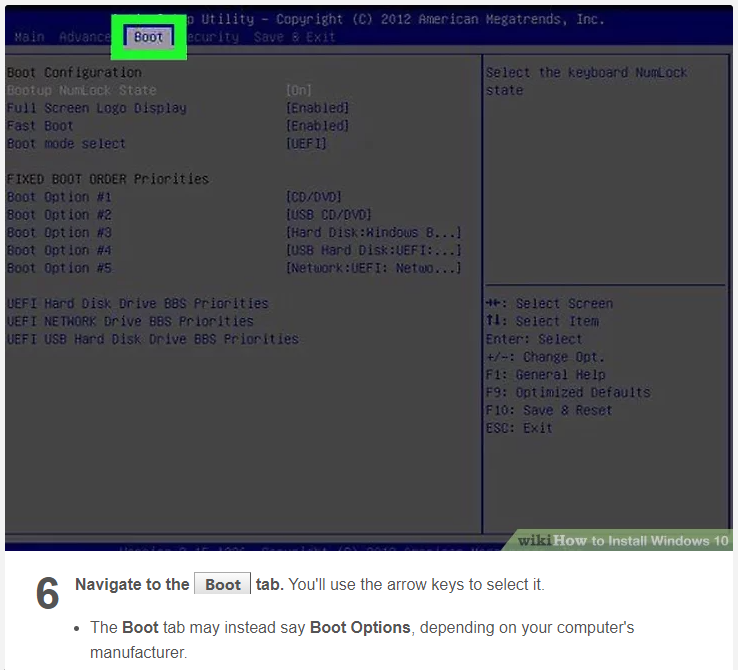 Utility - Copyright (C) 2012 American Megatrends, Inc.
Main Advance Boot ecurity Save & Exit
Boot Configuration
Bootup NumLock State [On]
Full Screen Logo Display [Enabled]
Fast Boot [Enabled]
Boot mode select [UEFI]
FIXED BOOT ORDER Priorities
Boot Option #1 [CD/DVD]
Boot Option #2 [USB CD/DVD]
Boot Option #3 [Hard Disk:Windows B...]
Boot Option #4 [USB Hard Disk:UEFI:...]
Boot Option #5 [Network:UEFI: Netwo...]
UEFI Hard Disk Drive BBS Priorities
UEFI NETWORK Drive BBS Priorities
UEFI USB Hard Disk Drive BBS Priorities
Select the keyboard NumLock
state
→←: Select Screen
↑↓: Select Item
Enter: Select
+/-: Change Opt.
F1: General Help
F9: Optimized Defaults
F10: Save & Reset
ESC: Exit
wikiHow to Install Windows 10
6 Navigate to the Boot tab. You'll use the arrow keys to select it.
• The Boot tab may instead say Boot Options, depending on your computer's
manufacturer.